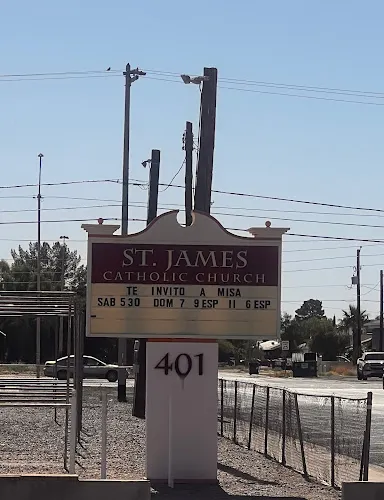 ST. JAMES
CATHOLIC CHURCH
TE INVITO A MISA
SAB 530 DOM 7 9ESP 11 6ESP
401